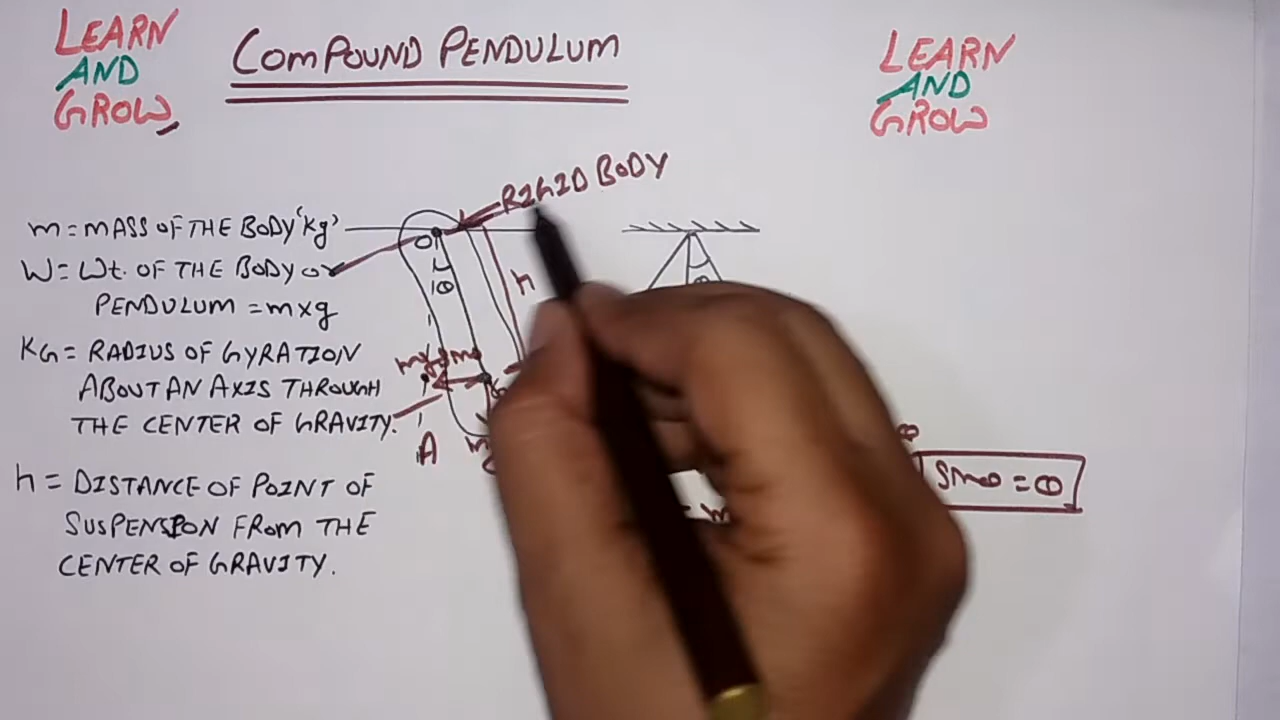 LEARN
AND
GROW
COMPOUND PENDULUM
LEARN
AND
GROW
RIGID BODY
m = MASS OF THE BODY 'Kg'
W = Wt. OF THE BODY or
PENDULUM = m×g
KG = RADIUS OF GYRATION
ABOUT AN AXIS THROUGH
THE CENTER OF GRAVITY.
h = DISTANCE OF POINT OF
SUSPENSION FROM THE
CENTER OF GRAVITY.
O
θ
h
A
θ
Sinθ = θ